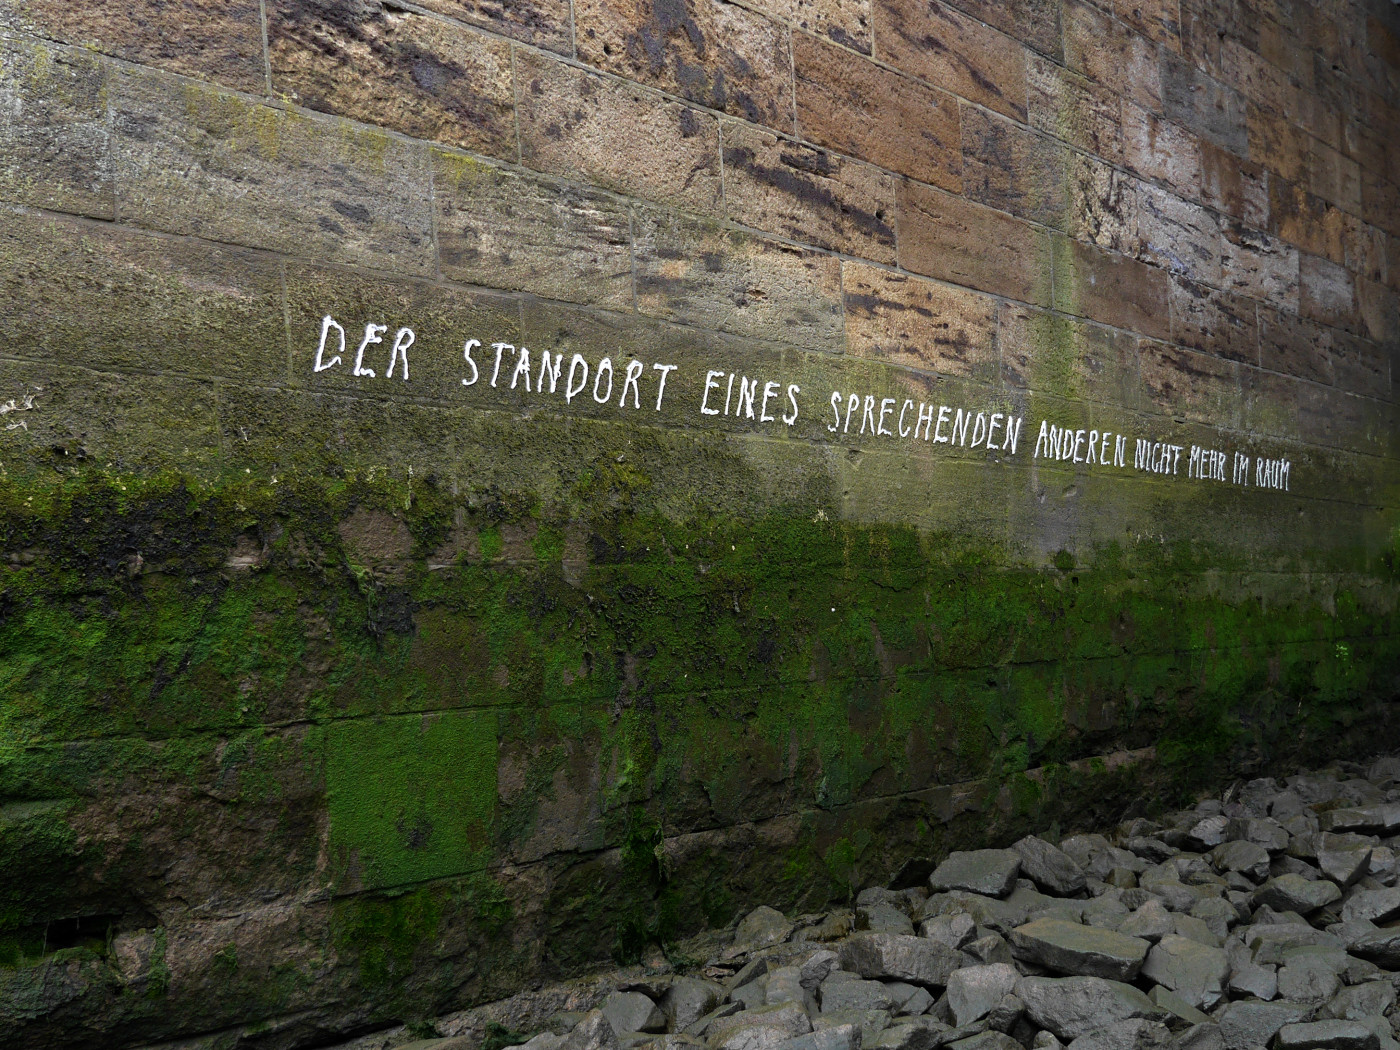 DER STANDORT EINES SPRECHENDEN ANDEREN NICHT MEHR IM RAUM